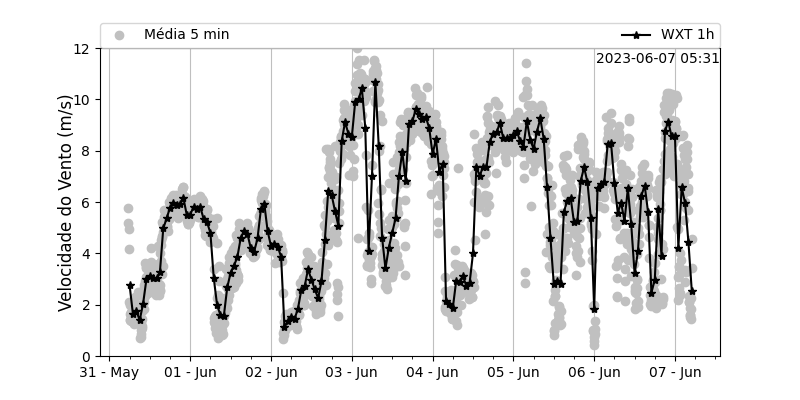 Média 5 min
WXT 1h
2023-06-07 05:31
Velocidade do Vento (m/s)
12
10
8
6
4
2
0
31 - May 01 - Jun 02 - Jun 03 - Jun 04 - Jun 05 - Jun 06 - Jun 07 - Jun